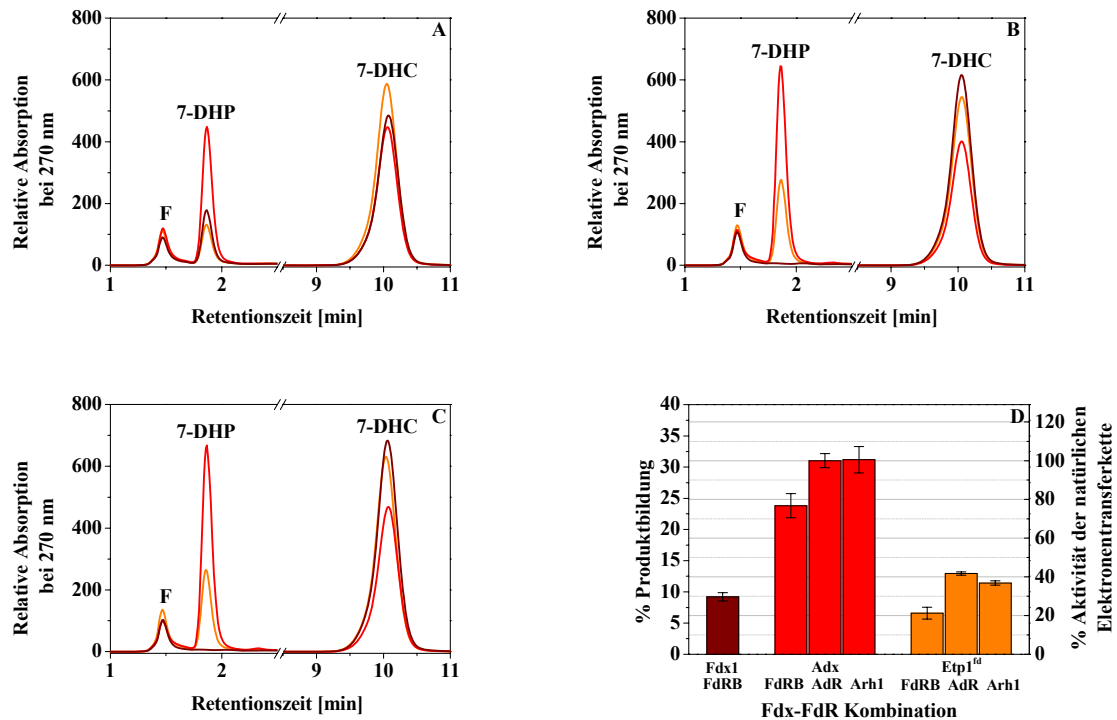 A
800
600
400
200
0
Relative Absorption
bei 270 nm
F
7-DHP
7-DHC
1
2
9
10
11
Retentionszeit [min]
B
800
600
400
200
0
Relative Absorption
bei 270 nm
F
7-DHP
7-DHC
1
2
9
10
11
Retentionszeit [min]
C
800
600
400
200
0
Relative Absorption
bei 270 nm
F
7-DHP
7-DHC
1
2
9
10
11
Retentionszeit [min]
D
40
35
30
25
20
15
10
5
0
% Produktbildung
120
100
80
60
40
20
0
% Aktivität der natürlichen
Elektronentransferkette
Fdx1
FdRB
Adx
FdRB AdR Arh1
Etp1fd
FdRB AdR Arh1
Fdx-FdR Kombination